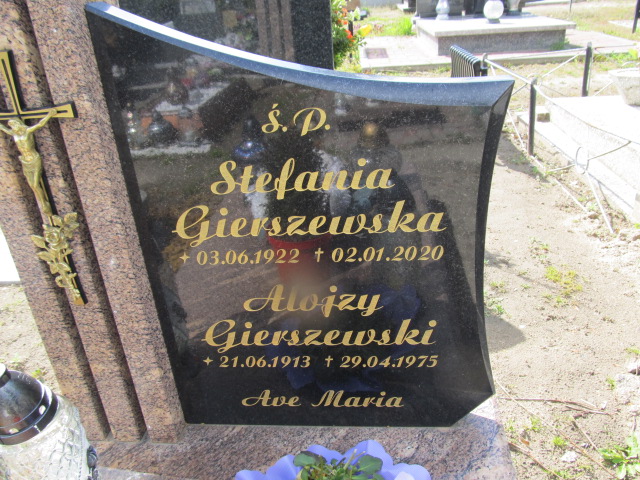 Ś.P.
Stefania
Gierszewska
+ 03.06.1922 † 02.01.2020
Alojzy
Gierszewski
+ 21.06.1913 † 29.04.1975
Ave Maria